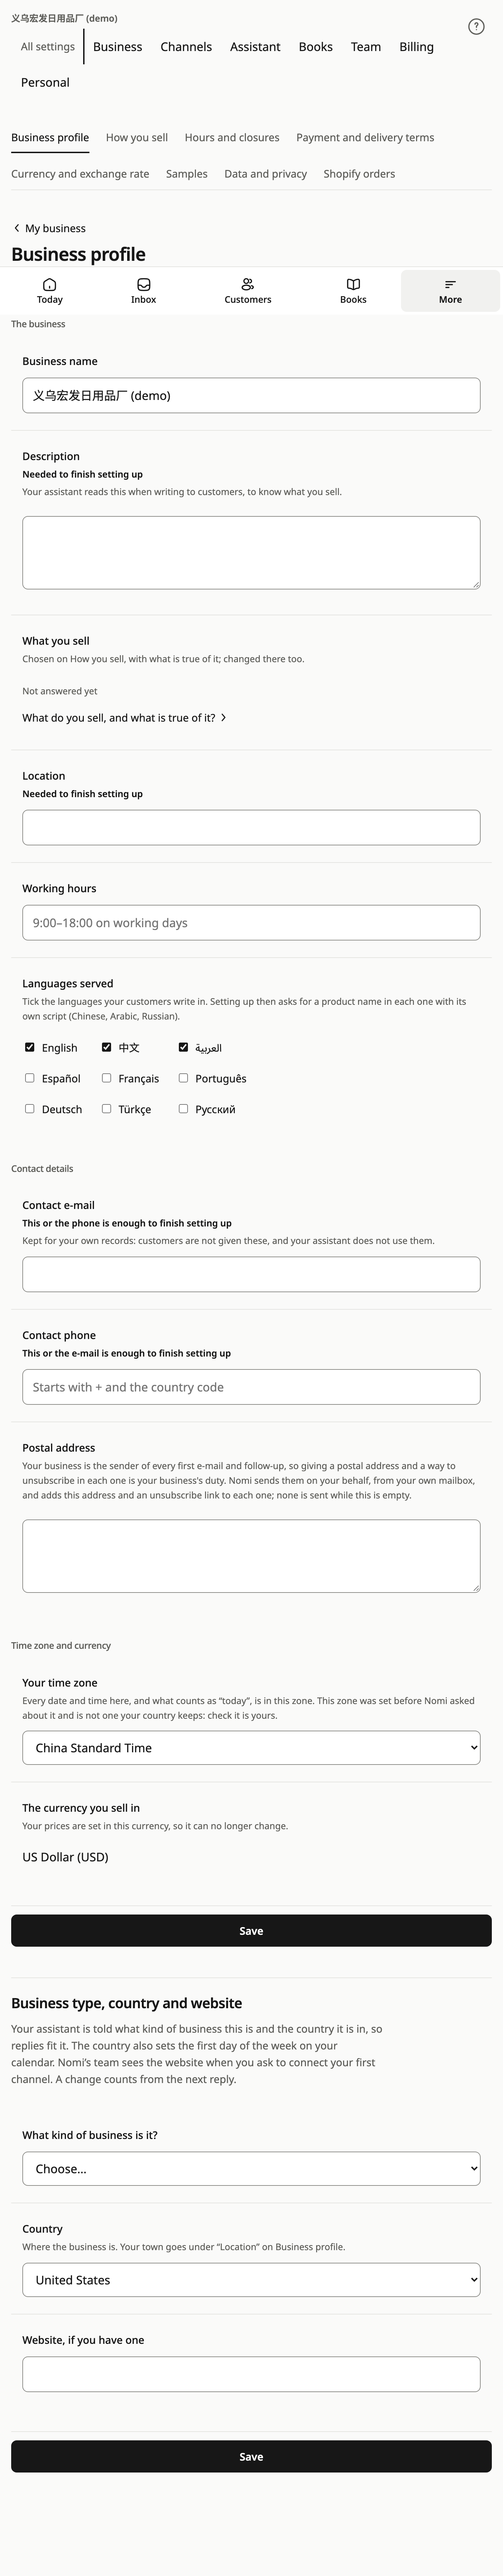 义乌宏发日用品厂 (demo)
All settings
Business
Channels
Assistant
Books
Team
Billing
Personal
Business profile
How you sell
Hours and closures
Payment and delivery terms
Currency and exchange rate
Samples
Data and privacy
Shopify orders
My business
Business profile
Today
Inbox
Customers
Books
More
The business
Business name
义乌宏发日用品厂 (demo)
Description
Needed to finish setting up
Your assistant reads this when writing to customers, to know what you sell.
What you sell
Chosen on How you sell, with what is true of it; changed there too.
Not answered yet
What do you sell, and what is true of it?
Location
Needed to finish setting up
Working hours
9:00–18:00 on working days
Languages served
Tick the languages your customers write in. Setting up then asks for a product name in each one with its
own script (Chinese, Arabic, Russian).
English
中文
العربية
Español
Français
Português
Deutsch
Türkçe
Русский
Contact details
Contact e-mail
This or the phone is enough to finish setting up
Kept for your own records: customers are not given these, and your assistant does not use them.
Contact phone
This or the e-mail is enough to finish setting up
Starts with + and the country code
Postal address
Your business is the sender of every first e-mail and follow-up, so giving a postal address and a way to
unsubscribe in each one is your business’s duty. Nomi sends them on your behalf, from your own mailbox,
and adds this address and an unsubscribe link to each one; none is sent while this is empty.
Time zone and currency
Your time zone
Every date and time here, and what counts as “today”, is in this zone. This zone was set before Nomi asked
about it and is not one your country keeps: check it is yours.
China Standard Time
The currency you sell in
Your prices are set in this currency, so it can no longer change.
US Dollar (USD)
Save
Business type, country and website
Your assistant is told what kind of business this is and the country it is in, so
replies fit it. The country also sets the first day of the week on your
calendar. Nomi’s team sees the website when you ask to connect your first
channel. A change counts from the next reply.
What kind of business is it?
Choose...
Country
Where the business is. Your town goes under “Location” on Business profile.
United States
Website, if you have one
Save